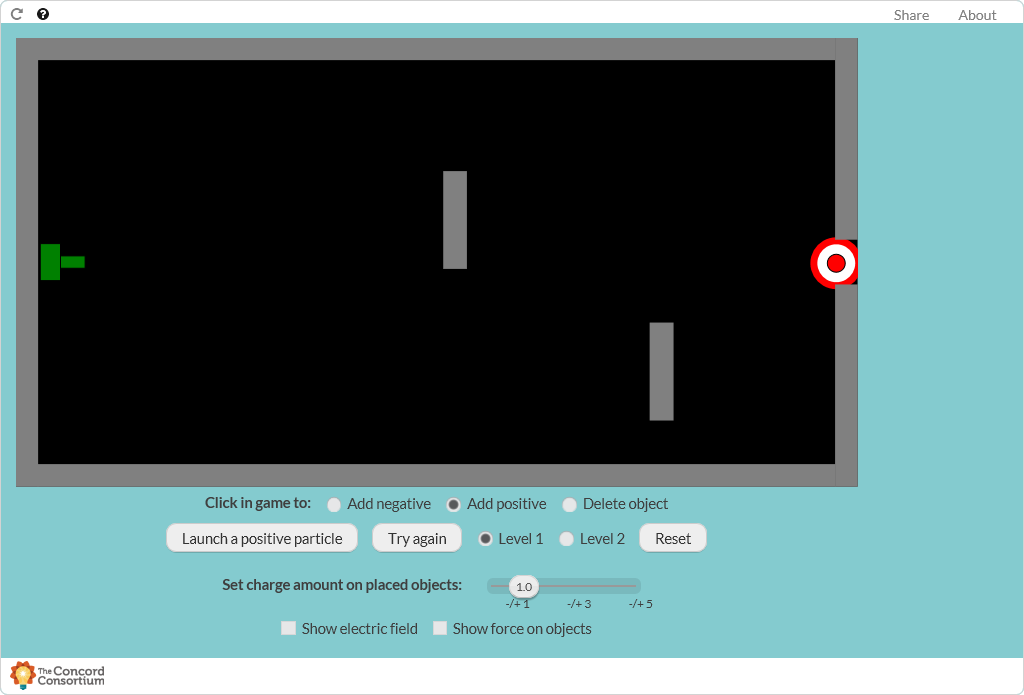 Share About
Click in game to: Add negative Add positive Delete object
Launch a positive particle Try again Level 1 Level 2 Reset
Set charge amount on placed objects: 1.0
-/+ 1 -/+ 3 -/+ 5
Show electric field Show force on objects
The Concord
Consortium